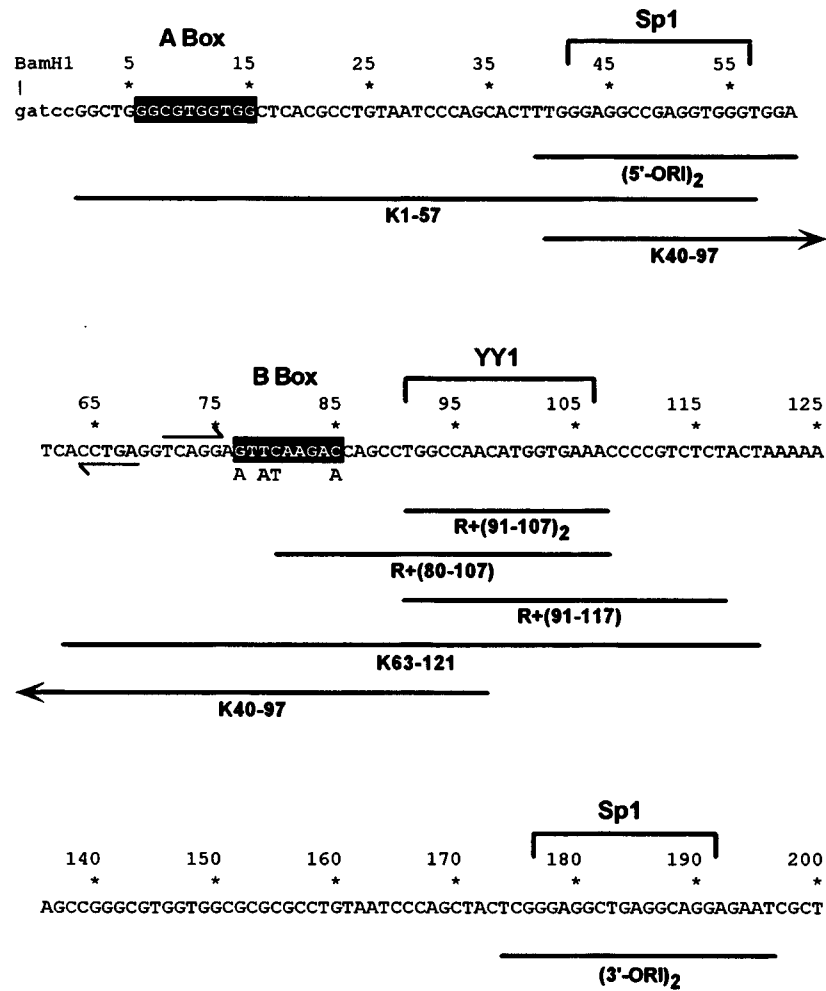 Sp1
A Box
BamH1 5 15 25 35 45 55
* * * * * *
gatccGGCTGGGCGTGGTGGCTCACGCCTGTAATCCCAGCACTTTGGGAGGCCGAGGTGGGTGGA
(5'-ORI)2
K1-57
K40-97
YY1
B Box
65 75 85 95 105 115 125
* * * * * * *
TCACCTGAGGTCAGGAGTTCAAGACCAGCCTGGCCAACATGGTGAAACCCCGTCTCTACTAAAAA
A AT A
R+(91-107)2
R+(80-107)
R+(91-117)
K63-121
K40-97
Sp1
140 150 160 170 180 190 200
* * * * * * *
AGCCGGGCGTGGTGGCGCGCGCCTGTAATCCCAGCTACTCGGGAGGCTGAGGCAGGAGAATCGCT
(3'-ORI)2